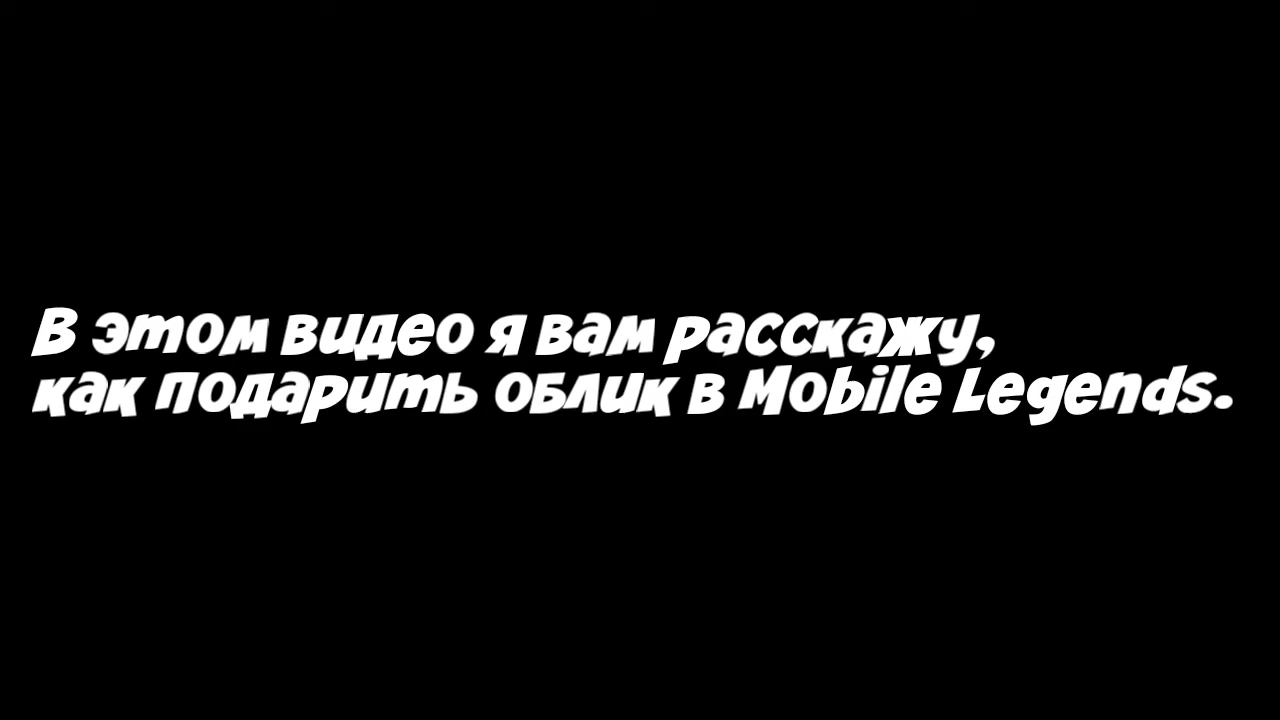 В этом видео я вам расскажу,
как подарить облик в Mobile Legends.